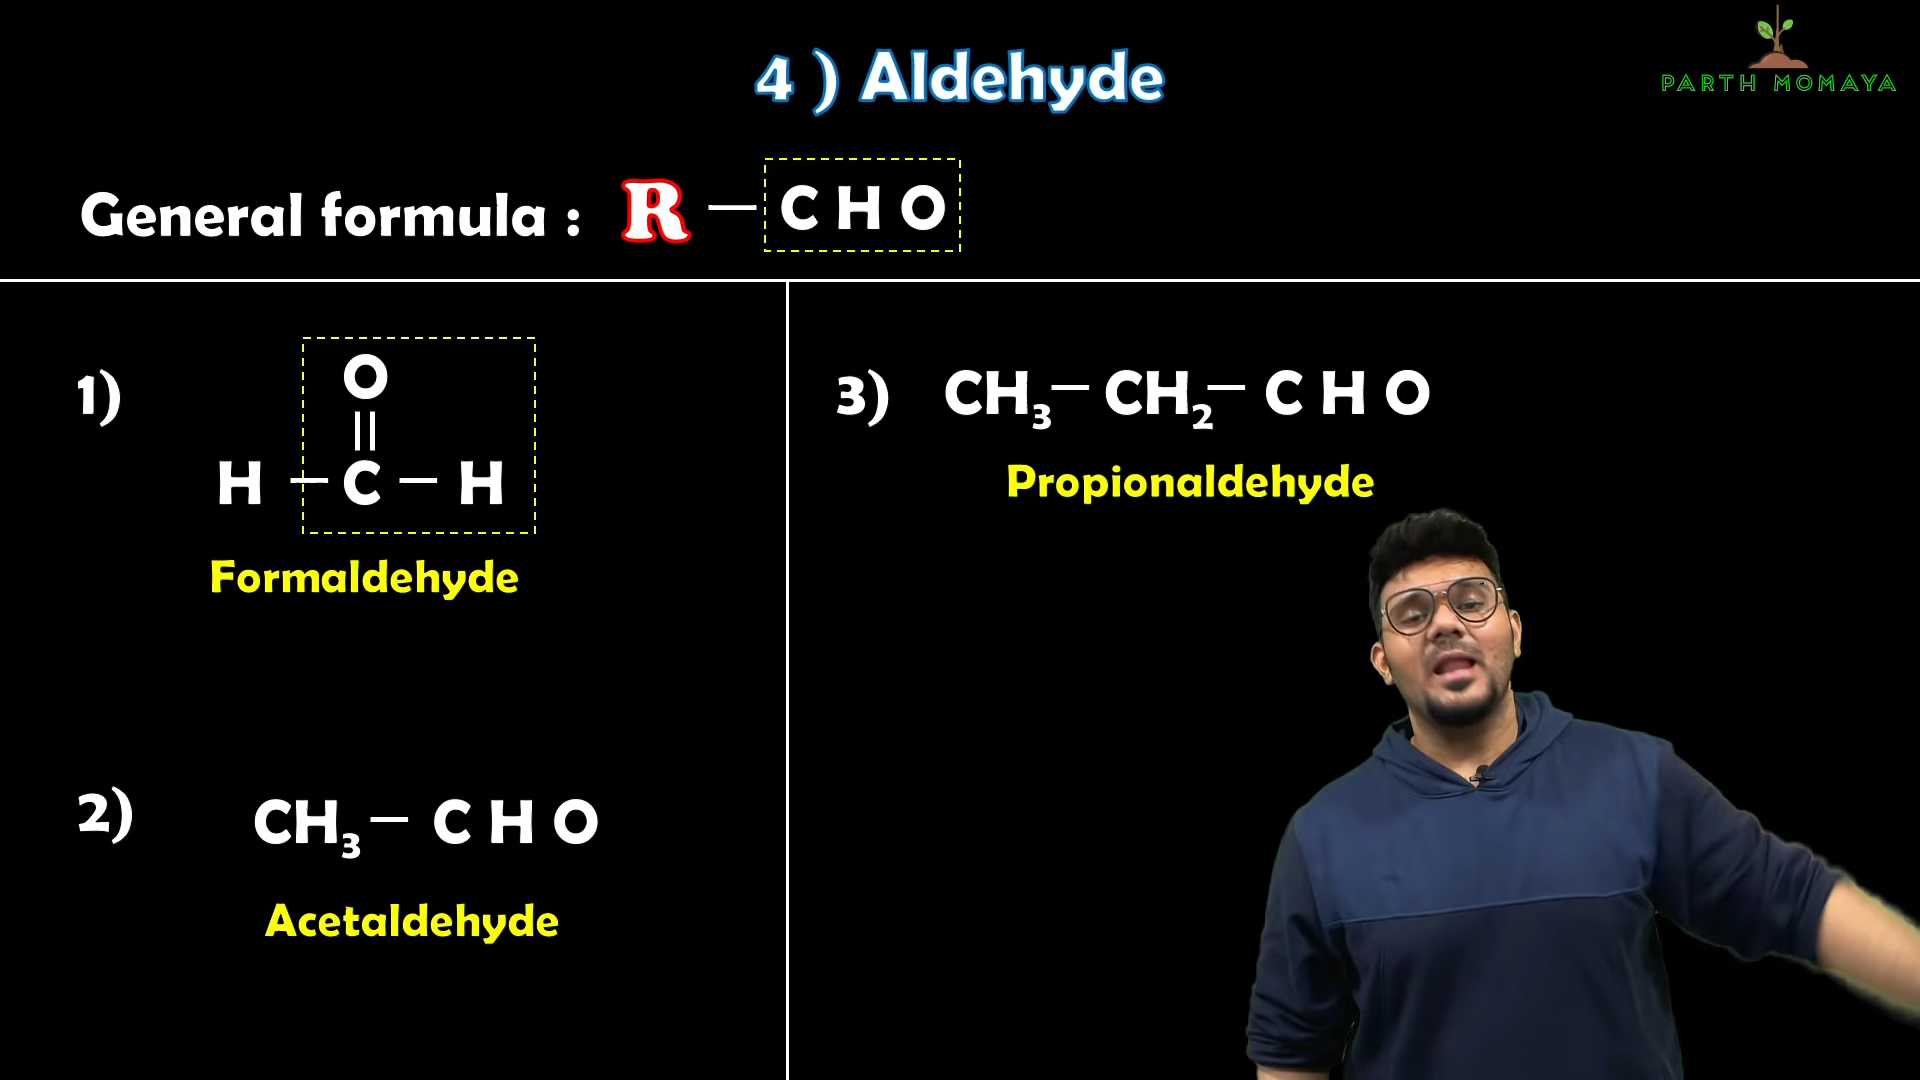 4 ) Aldehyde
PARTH MOMAYA
General formula : R — C H O
1)
O
||
H — C — H
Formaldehyde
2)
CH₃ — C H O
Acetaldehyde
3)
CH₃ — CH₂ — C H O
Propionaldehyde